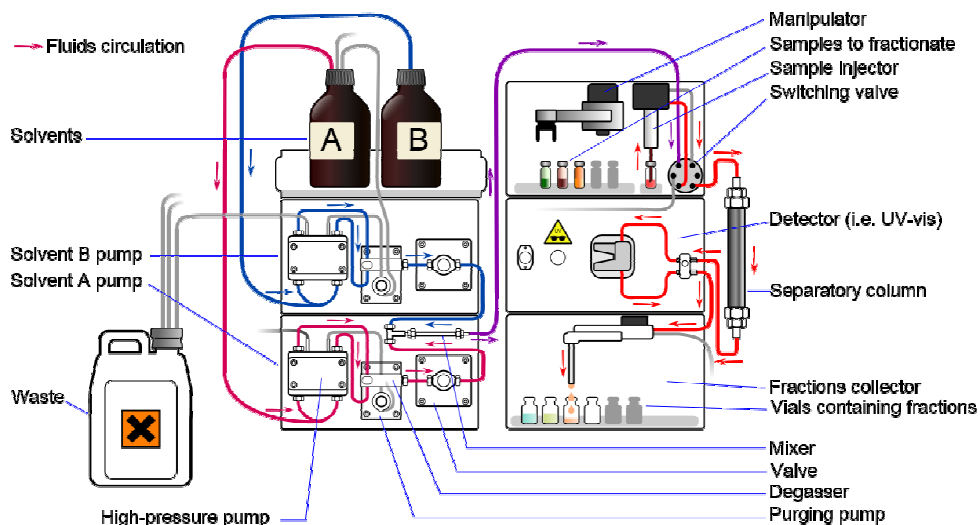 Fluids circulation
Solvents
A
B
Solvent B pump
Solvent A pump
Waste
High-pressure pump
Manipulator
Samples to fractionate
Sample Injector
Switching valve
Detector (i.e. UV-vis)
Separatory column
Fractions collector
Vials containing fractions
Mixer
Valve
Degasser
Purging pump